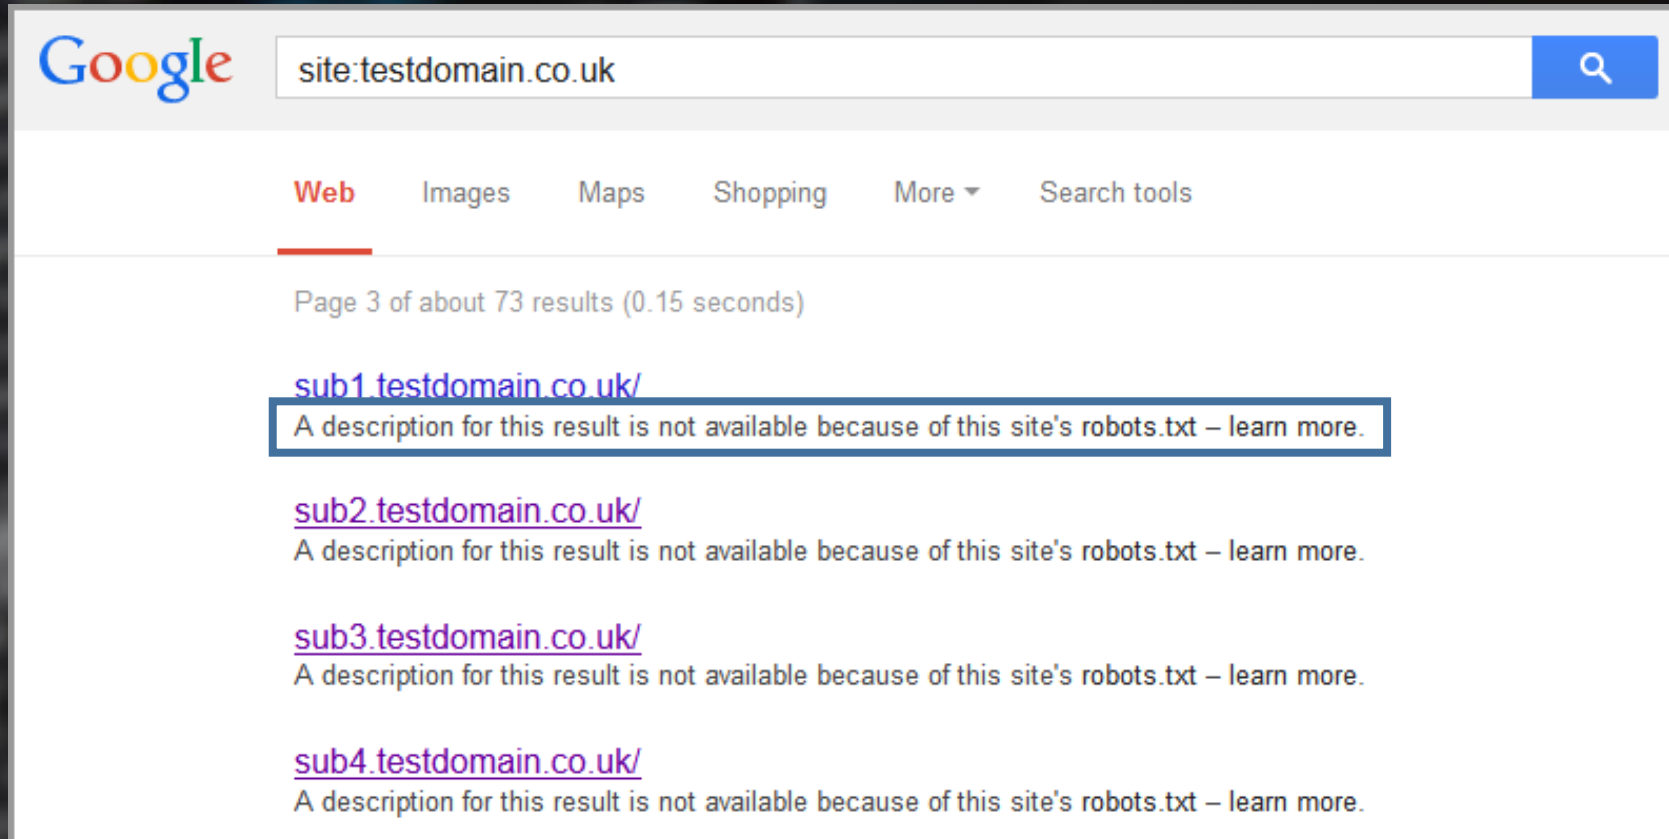 Google site:testdomain.co.uk
Web Images Maps Shopping More Search tools
Page 3 of about 73 results (0.15 seconds)
sub1.testdomain.co.uk/
A description for this result is not available because of this site's robots.txt – learn more.
sub2.testdomain.co.uk/
A description for this result is not available because of this site's robots.txt – learn more.
sub3.testdomain.co.uk/
A description for this result is not available because of this site's robots.txt – learn more.
sub4.testdomain.co.uk/
A description for this result is not available because of this site's robots.txt – learn more.